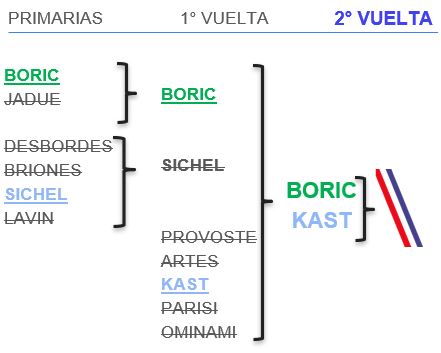 PRIMARIAS
1° VUELTA
2° VUELTA
BORIC
JADUE
DESBORDES
BRIONES
SICHEL
LAVIN
BORIC
SICHEL
PROVOSTE
ARTES
KAST
PARISI
OMINAMI
BORIC
KAST